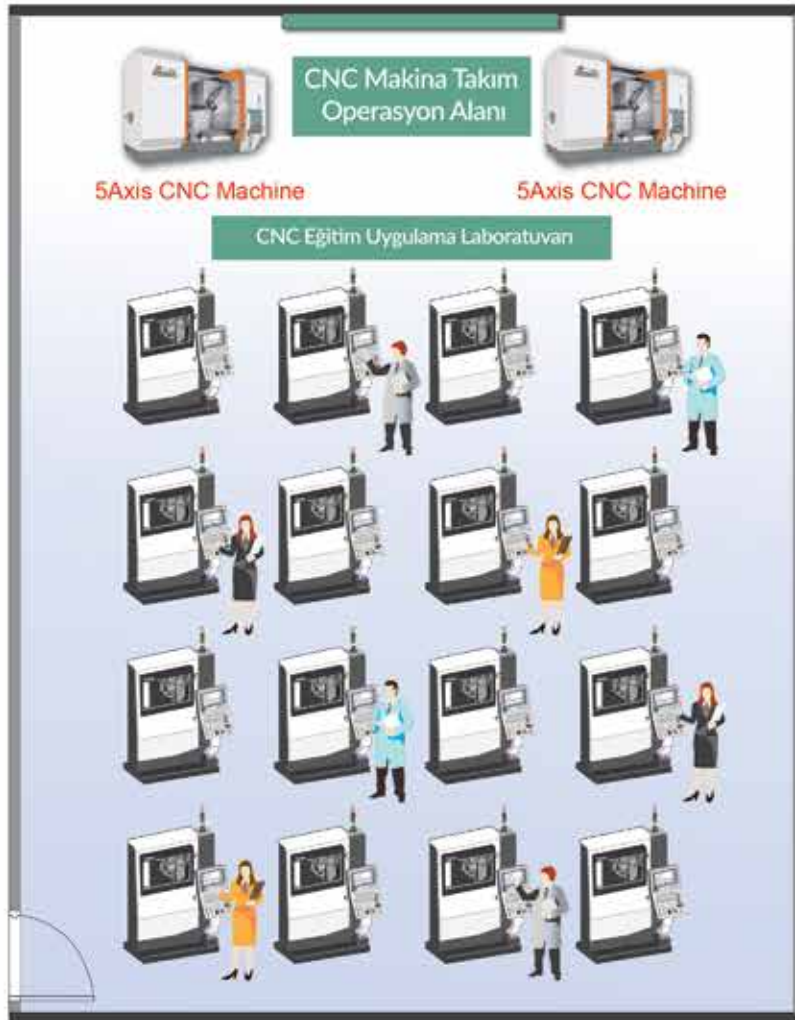 CNC Makina Takım
Operasyon Alanı
5Axis CNC Machine
5Axis CNC Machine
CNC Eğitim Uygulama Laboratuvarı